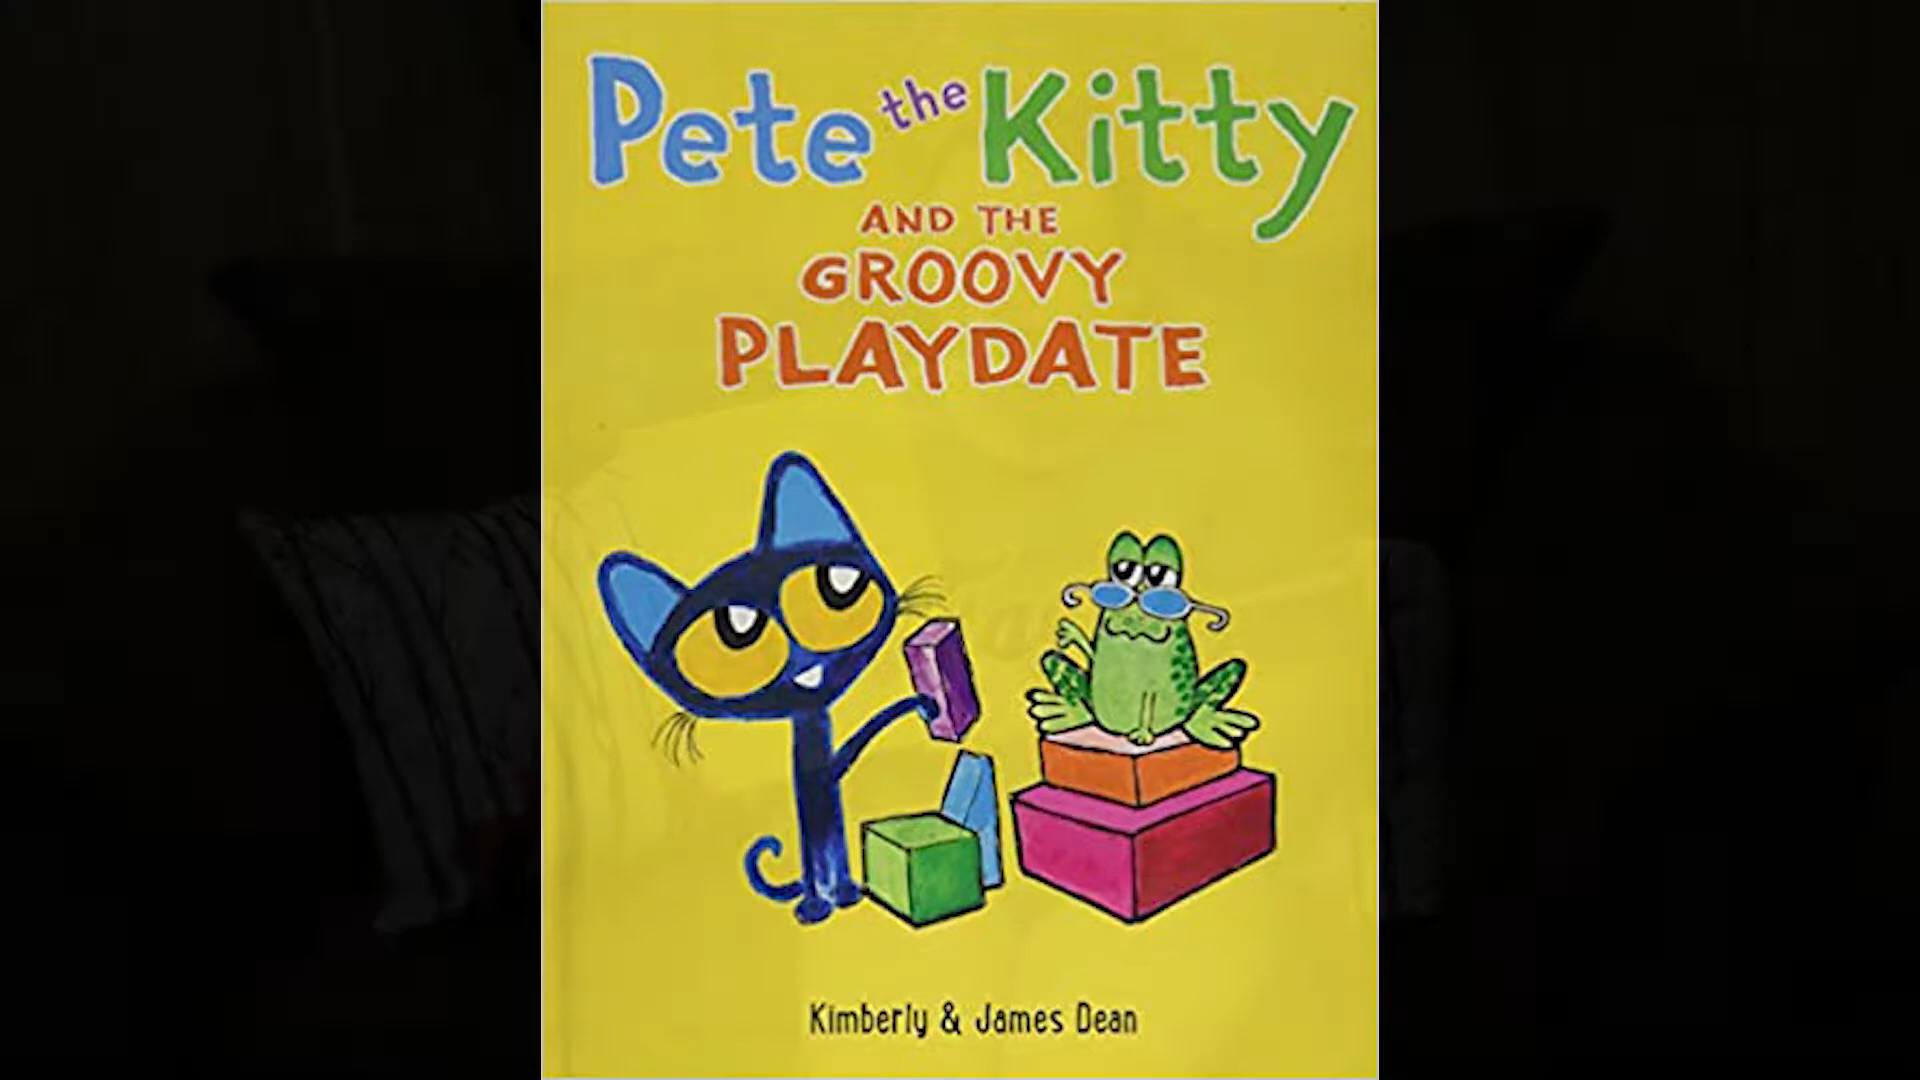 Pete the Kitty
AND THE
GROOVY
PLAYDATE
Kimberly & James Dean